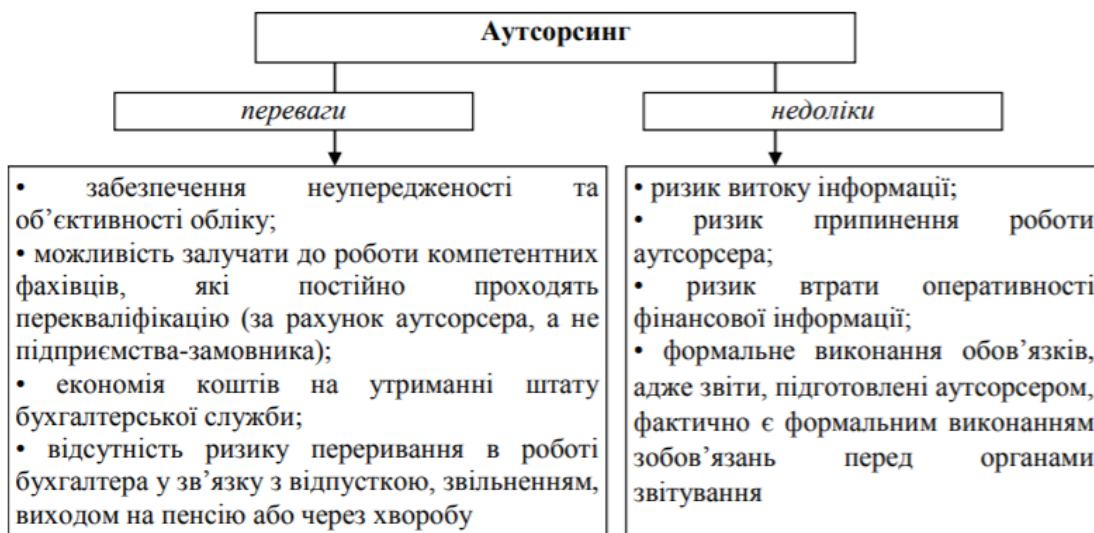 Аутсорсинг
переваги
недоліки
• забезпечення неупередженості та
об’єктивності обліку;
• можливість залучати до роботи компетентних
фахівців, які постійно проходять
перекваліфікацію (за рахунок аутсорсера, а не
підприємства-замовника);
• економія коштів на утриманні штату
бухгалтерської служби;
• відсутність ризику переривання в роботі
бухгалтера у зв’язку з відпусткою, звільненням,
виходом на пенсію або через хворобу
• ризик витоку інформації;
• ризик припинення роботи
аутсорсера;
• ризик втрати оперативності
фінансової інформації;
• формальне виконання обов’язків,
адже звіти, підготовлені аутсорсером,
фактично є формальним виконанням
зобов’язань перед органами
звітування